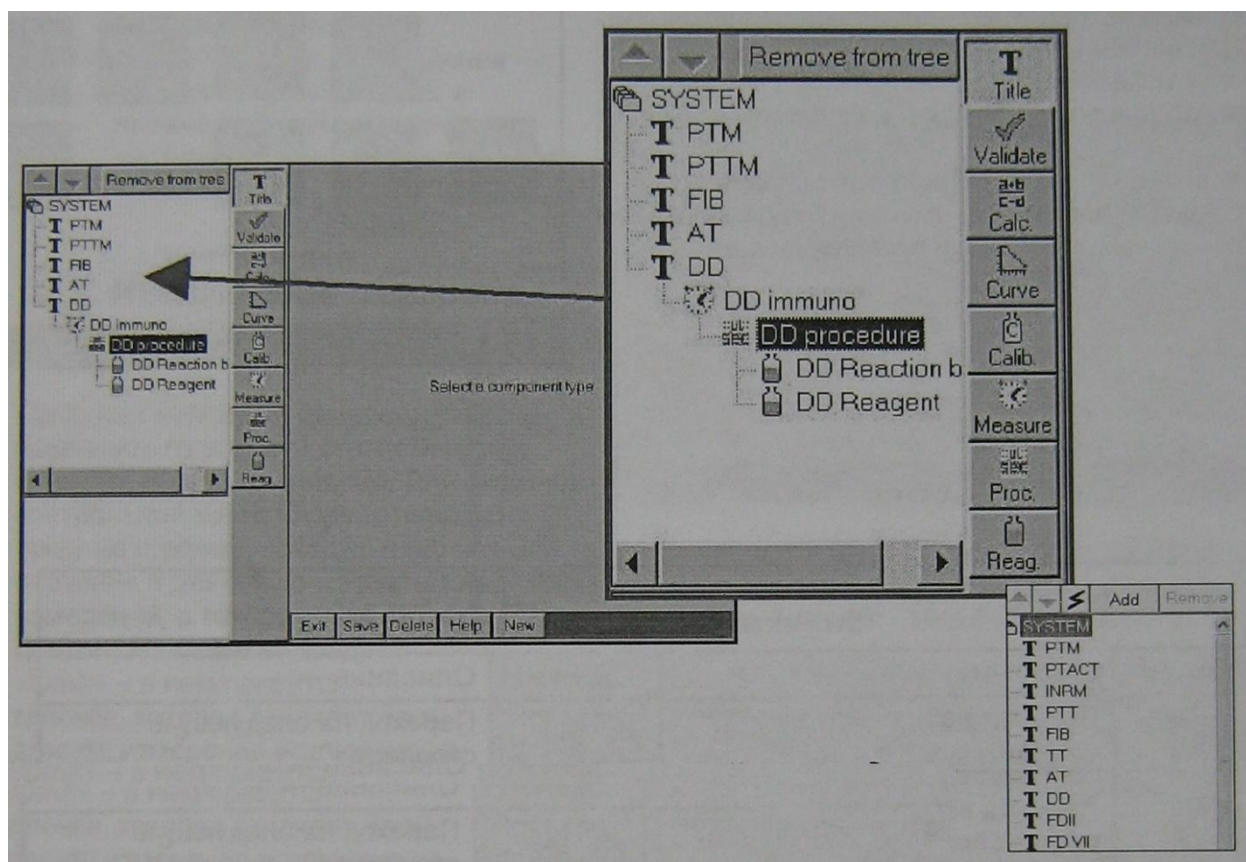 Remove from tree
SYSTEM
T PTM
T PTTM
T FIB
T AT
T DD
DD immuno
DD procedure
DD Reaction b
DD Reagent
T
Title
Validate
Calc.
Curve
Calib.
Measure
Proc.
Reag.
Select a component type
Exit Save Delete Help New
Remove from tree
SYSTEM
T PTM
T PTTM
T FIB
T AT
T DD
DD immuno
DD procedure
DD Reaction b
DD Reagent
T
Title
Validate
a+b
c-d
Calc.
Curve
C
Calib.
Measure
Proc.
Reag.
Add Remove
SYSTEM
T PTM
T PTACT
T INRM
T PTT
T FIB
T TT
T AT
T DD
T FDII
T FDVII